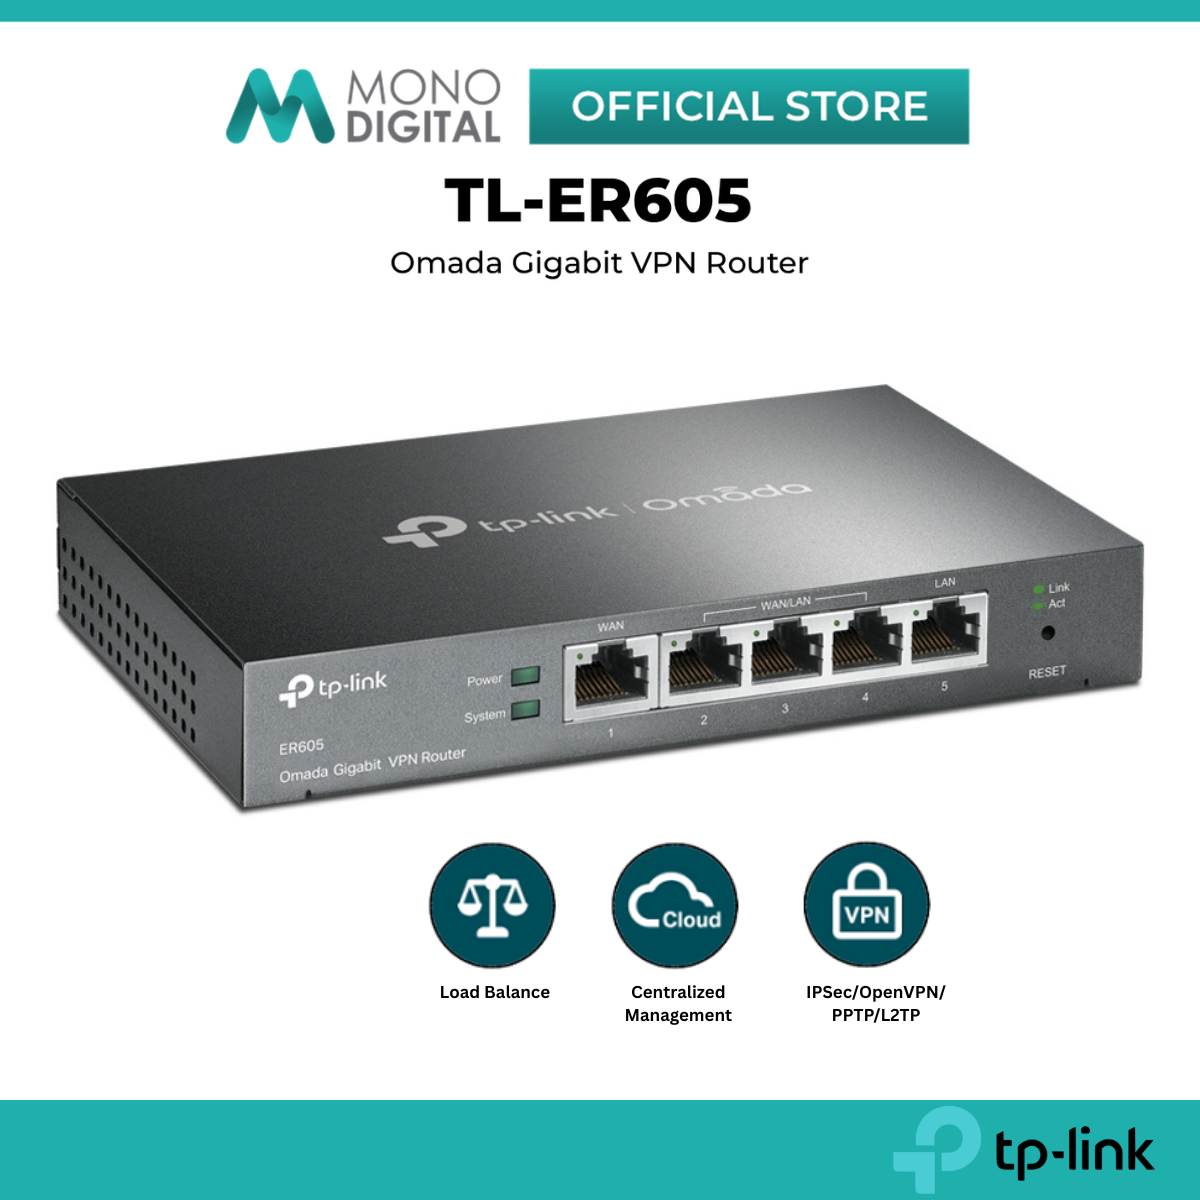 MONO
DIGITAL
OFFICIAL STORE
TL-ER605
Omada Gigabit VPN Router
tp-link | omada
WAN
WAN/LAN
LAN
Link
Act
RESET
Power
System
1
2
3
4
5
tp-link
ER605
Omada Gigabit VPN Router
Cloud
VPN
Load Balance
Centralized
Management
IPSec/OpenVPN/
PPTP/L2TP
tp-link